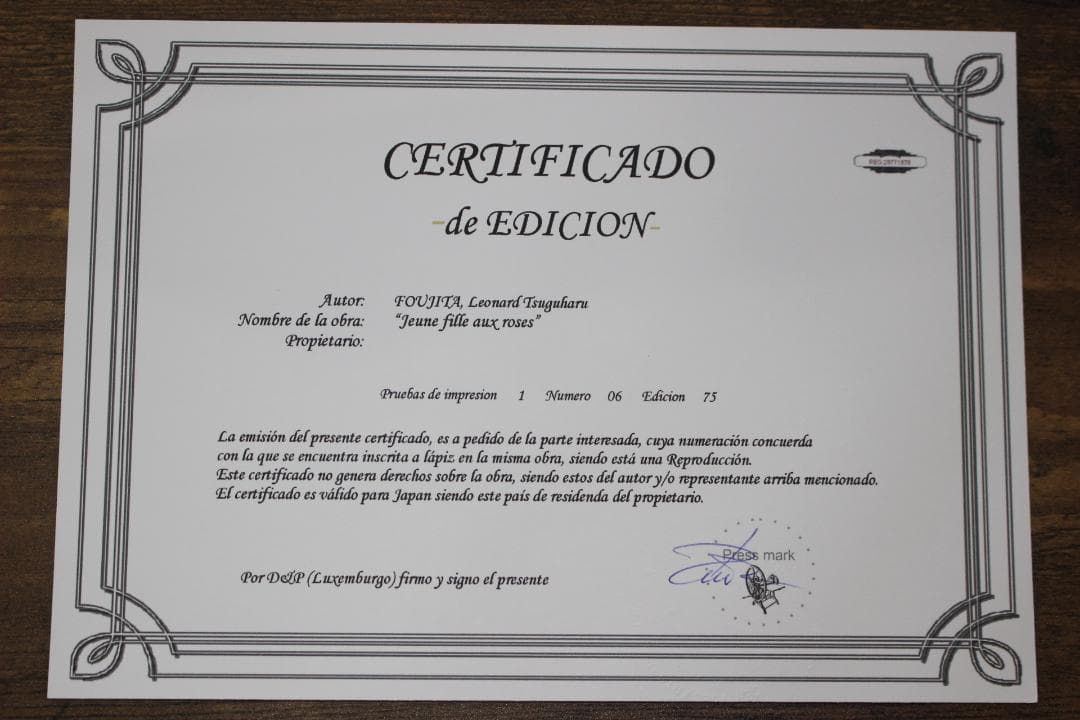 CERTIFICADO
-de EDICION-
Autor: FOUJITA, Leonard Tsuguharu
Nombre de la obra: "Jeune fille aux roses"
Propietario:
Pruebas de impresion 1 Numero 06 Edicion 75
La emisión del presente certificado, es a pedido de la parte interesada, cuya numeración concuerda
con la que se encuentra inscrita a lápiz en la misma obra, siendo está una Reproducción.
Este certificado no genera derechos sobre la obra, siendo estos del autor y/o representante arriba mencionado.
El certificado es válido para Japan siendo este país de residenda del propietario.
Por D&P (Luxemburgo) firmo y signo el presente
Press mark